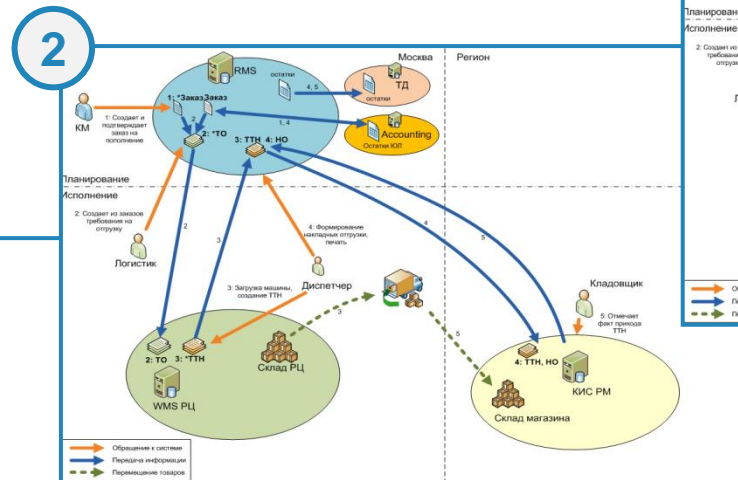 2
Москва
Регион
RMS
остатки
4, 5
ТД
остатки
КМ
1: Создает и
подтверждает
заказ на
пополнение
1: *Заказ
Заказ
2
2: *ТО
1, 4
Accounting
Остатки ЮЛ
3: ТТН
4: НО
Планирование
Исполнение
2: Создает из заказов
требования на
отгрузку
Логистик
2
3
4: Формирование
накладных отгрузки,
печать
Диспетчер
3: Загрузка машины,
создание ТТН
3
4
5
5
Кладовщик
5: Отмечает
факт прихода
ТТН
2: ТО
3: *ТТН
WMS РЦ
Склад РЦ
4: ТТН, НО
КИС РМ
Склад магазина
Обращение к системе
Передача информации
Перемещение товаров
Планирован
Исполнение
2: Создает из
требовани
отгрузк
Л
О
П
П